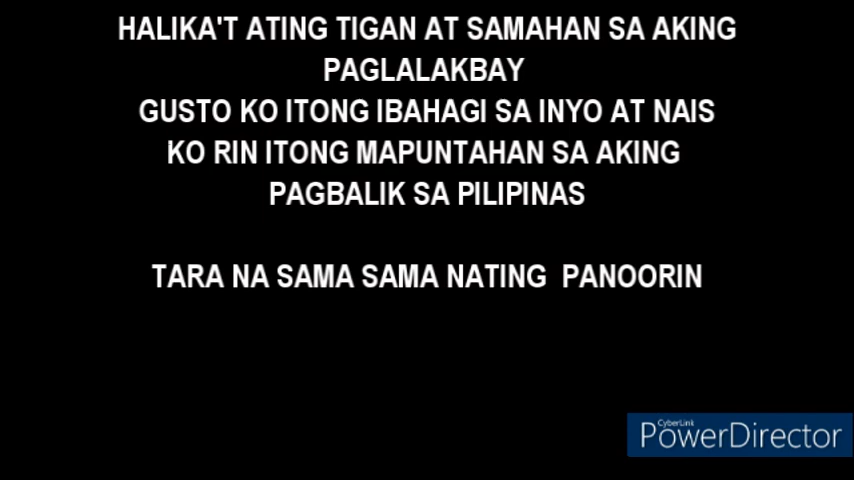 HALIKA'T ATING TIGAN AT SAMAHAN SA AKING
PAGLALAKBAY
GUSTO KO ITONG IBAHAGI SA INYO AT NAIS
KO RIN ITONG MAPUNTAHAN SA AKING
PAGBALIK SA PILIPINAS
TARA NA SAMA SAMA NATING PANOORIN
CyberLink
PowerDirector